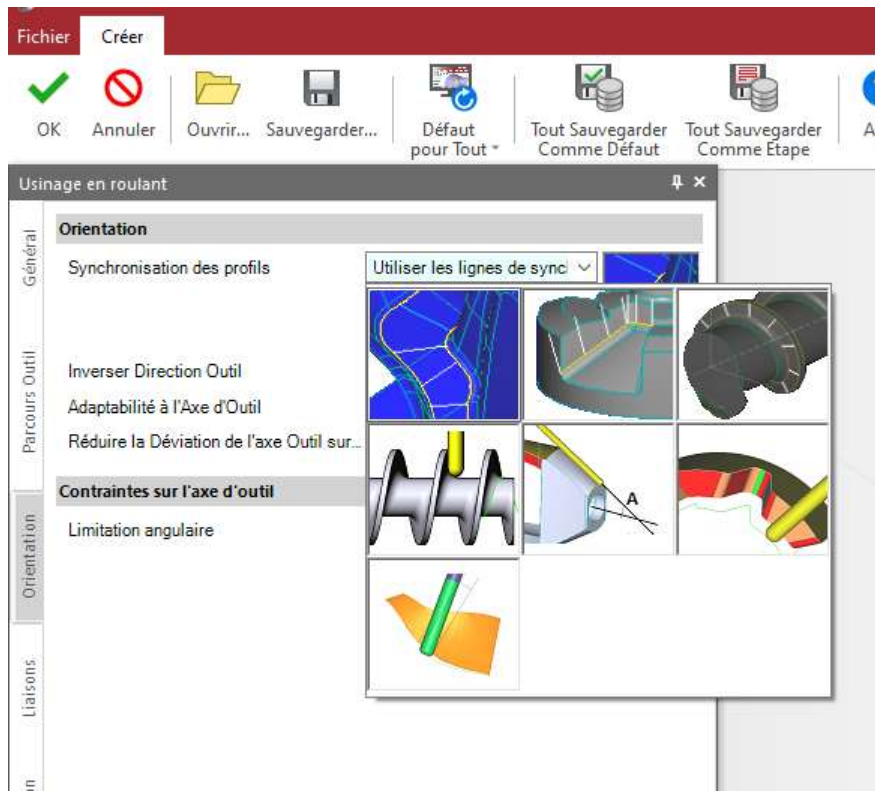 Fichier
Créer
OK
Annuler
Ouvrir...
Sauvegarder...
Défaut
pour Tout
Tout Sauvegarder
Comme Défaut
Tout Sauvegarder
Comme Etape
Usinage en roulant
Général
Parcours Outil
Orientation
Liaisons
Orientation
Synchronisation des profils
Utiliser les lignes de sync
Inverser Direction Outil
Adaptabilité à l'Axe d'Outil
Réduire la Déviation de l'axe Outil sur...
Contraintes sur l'axe d'outil
Limitation angulaire
A